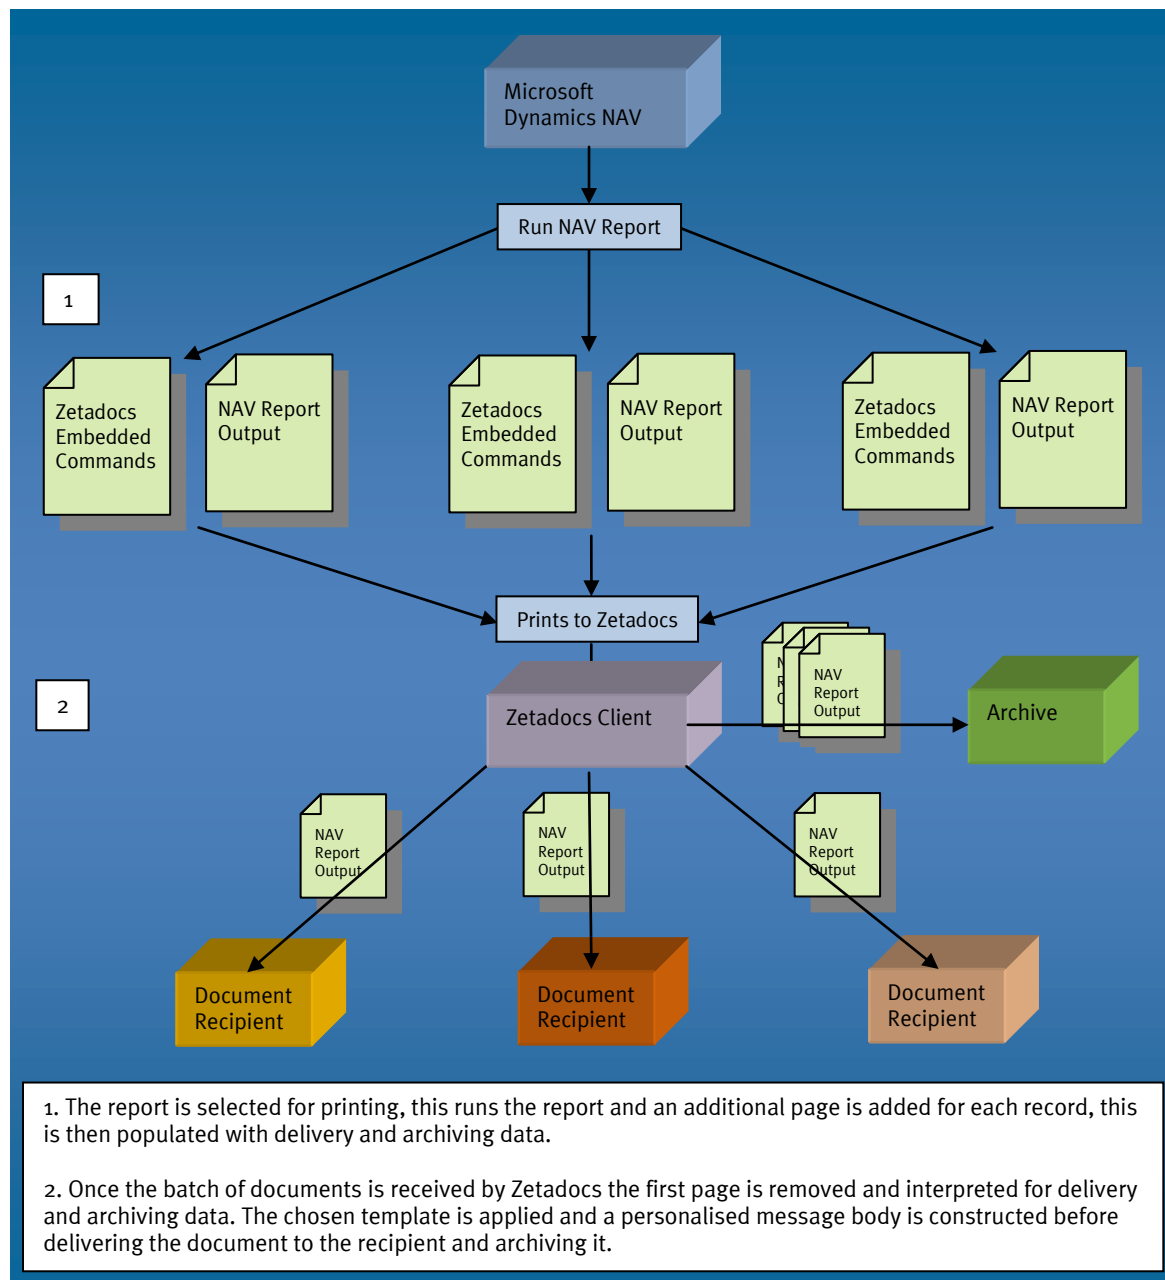 Microsoft
Dynamics NAV
Run NAV Report
1
Zetadocs
Embedded
Commands
NAV Report
Output
Zetadocs
Embedded
Commands
NAV Report
Output
Zetadocs
Embedded
Commands
NAV Report
Output
Prints to Zetadocs
2
Zetadocs Client
NAV
Report
Output
Archive
NAV
Report
Output
NAV
Report
Output
NAV
Report
Output
Document
Recipient
Document
Recipient
Document
Recipient
1. The report is selected for printing, this runs the report and an additional page is added for each record, this
is then populated with delivery and archiving data.
2. Once the batch of documents is received by Zetadocs the first page is removed and interpreted for delivery
and archiving data. The chosen template is applied and a personalised message body is constructed before
delivering the document to the recipient and archiving it.